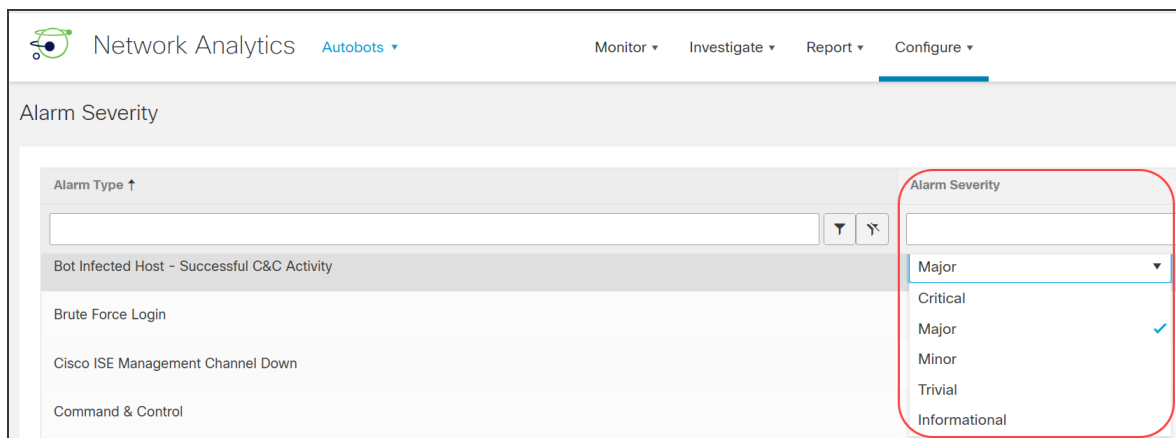 Network Analytics Autobots Monitor Investigate Report Configure
Alarm Severity
Alarm Type Alarm Severity
Bot Infected Host - Successful C&C Activity Major
Critical
Brute Force Login
Major
Minor
Cisco ISE Management Channel Down
Trivial
Command & Control
Informational